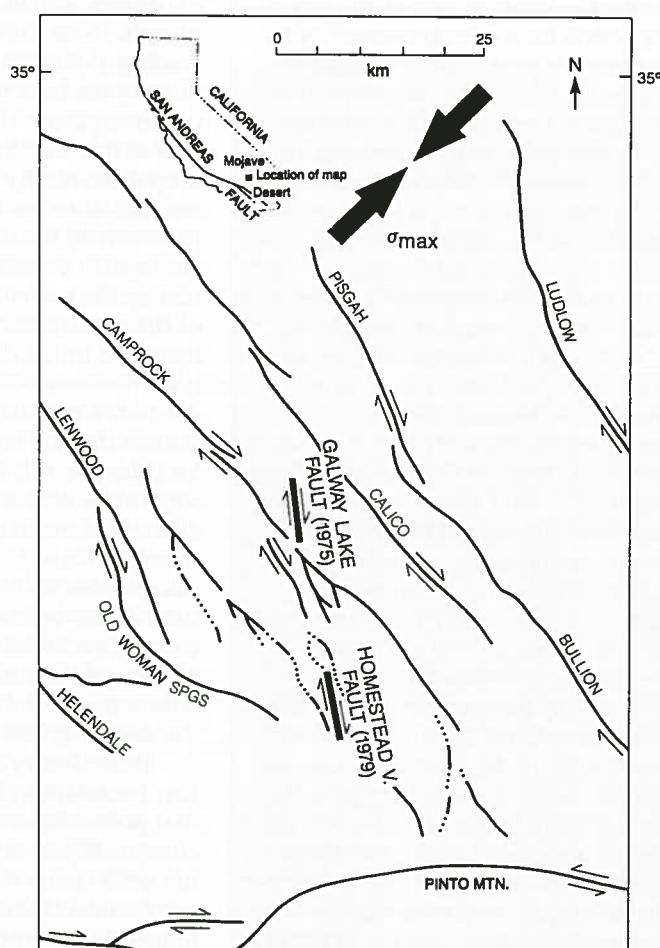 0 25
km
35°
35°
N
CALIFORNIA
SAN ANDREAS
FAULT
Mojave
Location of map
Desert
σmax
PISGAH
LUDLOW
CAMPROCK
LENWOOD
GALWAY LAKE
FAULT (1975)
CALICO
OLD WOMAN SPGS
HELENDALE
HOMESTEAD V.
FAULT (1979)
BULLION
PINTO MTN.